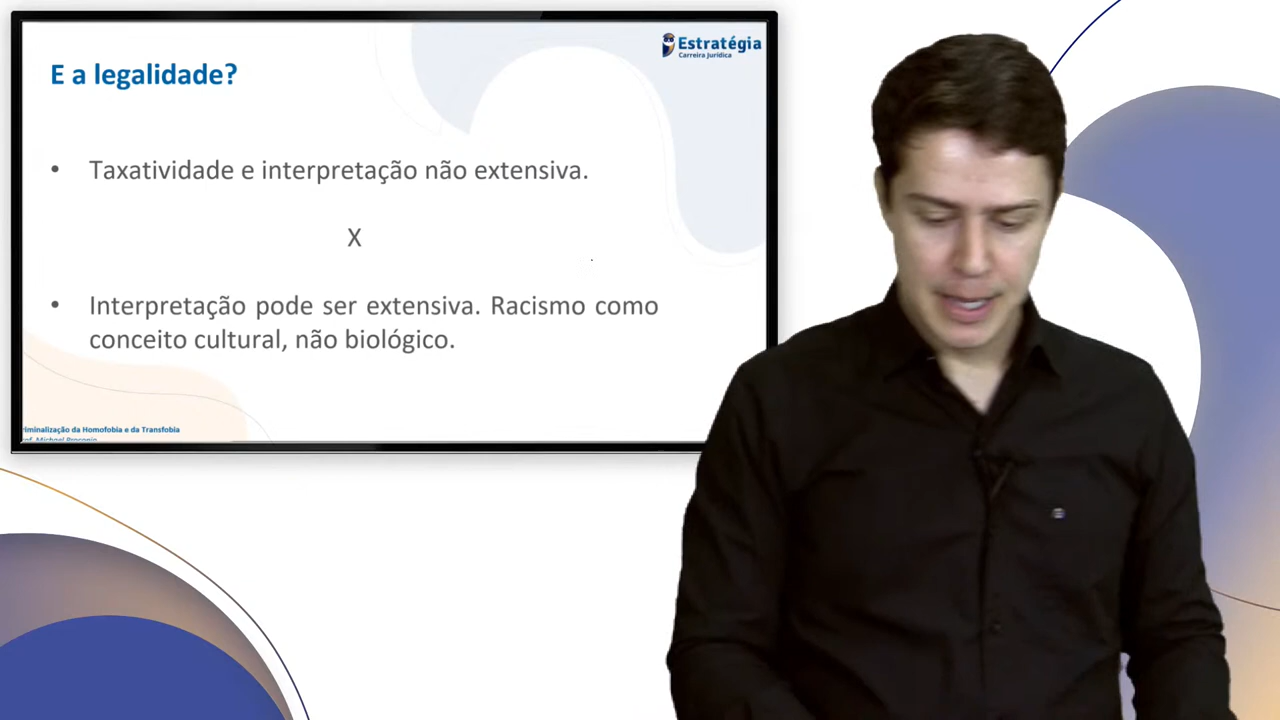 Estratégia
Carreira Jurídica
E a legalidade?
• Taxatividade e interpretação não extensiva.
X
• Interpretação pode ser extensiva. Racismo como
conceito cultural, não biológico.
riminalização da Homofobia e da Transfobia